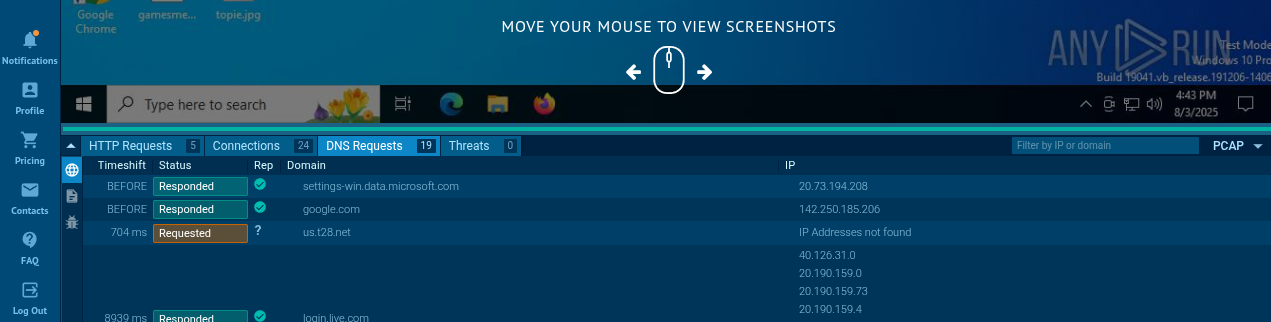 Google Chrome
gamesme...
topie.jpg
MOVE YOUR MOUSE TO VIEW SCREENSHOTS
ANY RUN
Test Mode
Windows 10 Pro
Build 19041.vb_release.191206-1406
Type here to search
4:43 PM
8/3/2025
Notifications
Profile
Pricing
Contacts
FAQ
Log Out
HTTP Requests 5 Connections 24 DNS Requests 19 Threats 0 Filter by IP or domain PCAP
Timeshift Status Rep Domain IP
BEFORE Responded settings-win.data.microsoft.com 20.73.194.208
BEFORE Responded google.com 142.250.185.206
704 ms Requested ? us.t28.net IP Addresses not found
40.126.31.0
20.190.159.0
20.190.159.73
20.190.159.4
8939 ms Responded login.live.com